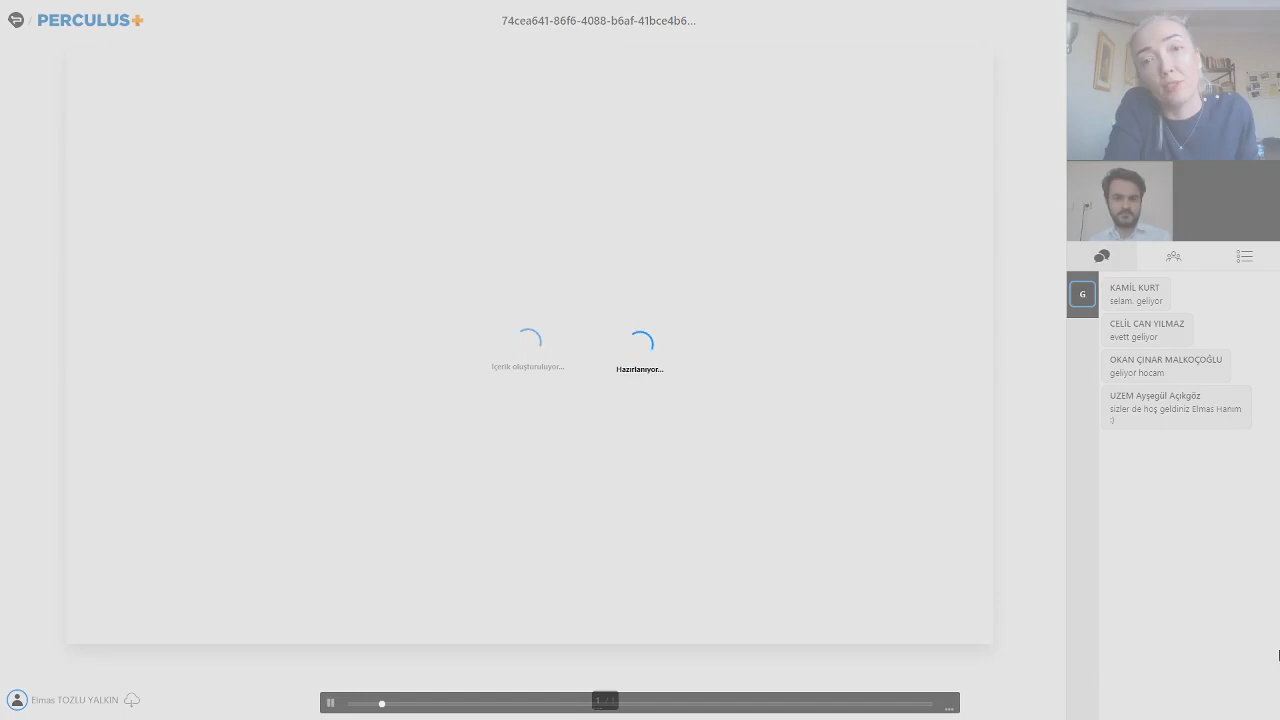 PERCULUS+
74cea641-86f6-4088-b6af-41bce4b6...
KAMİL KURT
selam. geliyor
G
CELİL CAN YILMAZ
evett geliyor
OKAN ÇINAR MALKOÇOĞLU
geliyor hocam
UZEM Ayşegül Açıkgöz
sizler de hoş geldiniz Elmas Hanım
:)
İçerik oluşturuluyor...
Hazırlanıyor...
Elmas TOZLU YALKIN